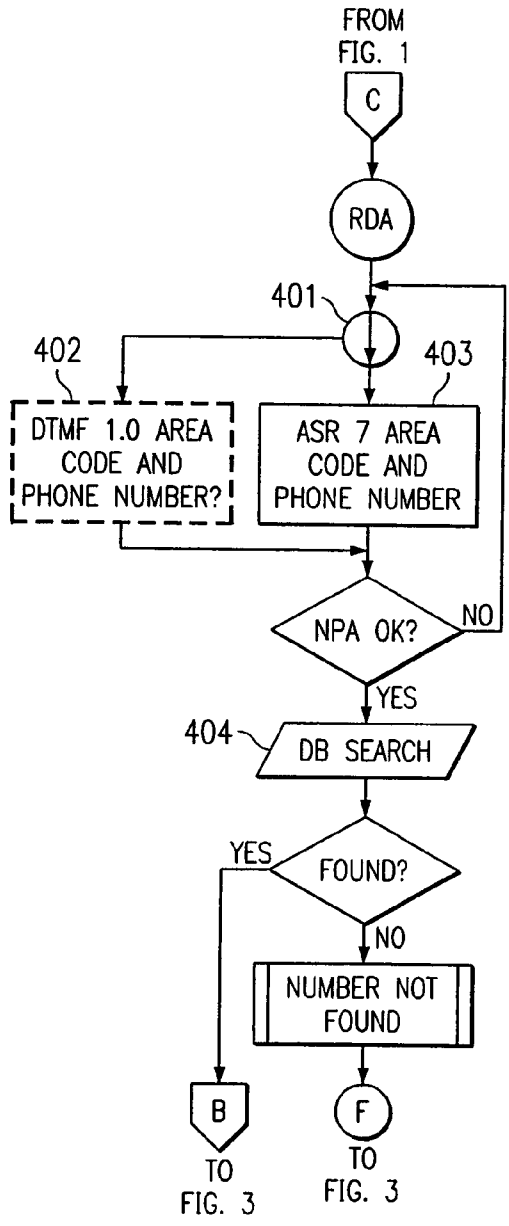 FROM
FIG. 1
C
RDA
401
402
403
DTMF 1.0 AREA
CODE AND
PHONE NUMBER?
ASR 7 AREA
CODE AND
PHONE NUMBER
NPA OK?
NO
YES
404
DB SEARCH
YES
FOUND?
NO
NUMBER NOT
FOUND
B
F
TO
FIG. 3
TO
FIG. 3